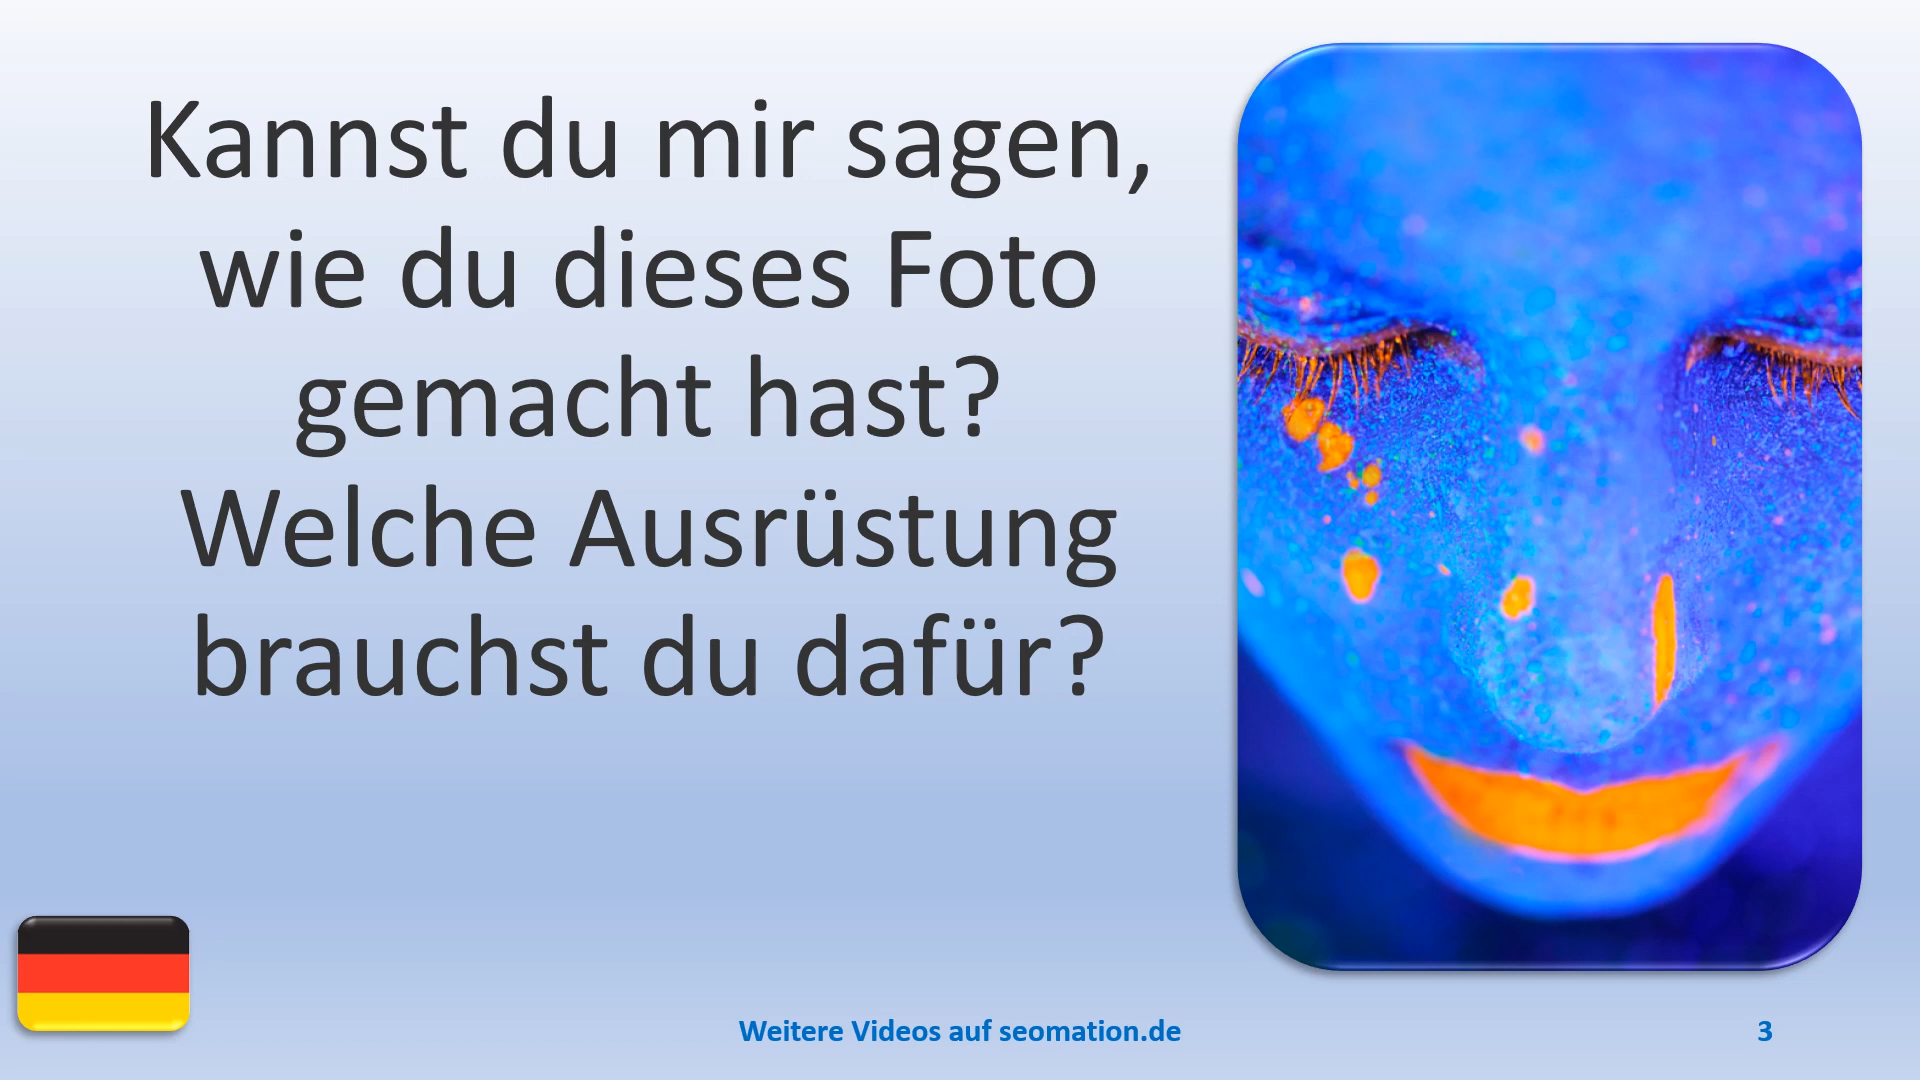 Kannst du mir sagen,
wie du dieses Foto
gemacht hast?
Welche Ausrüstung
brauchst du dafür?
Weitere Videos auf seomation.de
3